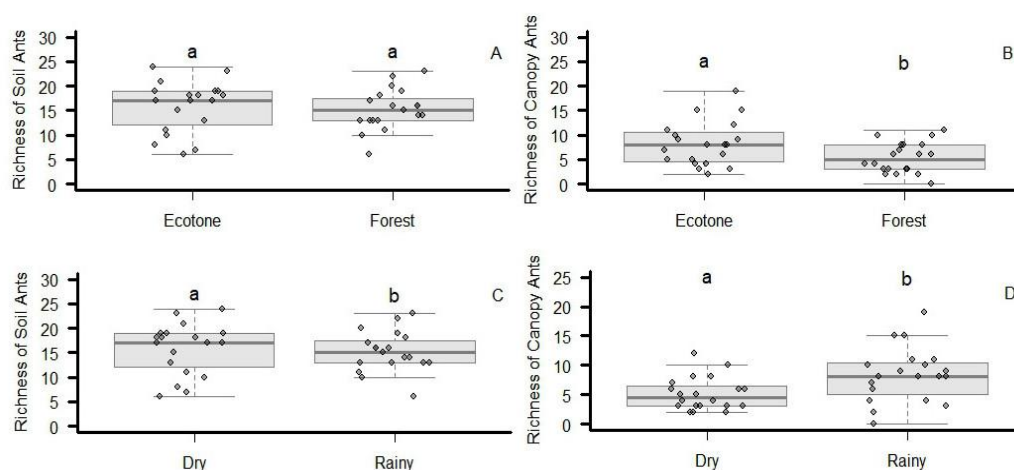 Richness of Soil Ants
30
25
20
15
10
5
0
a
a
A
Ecotone
Forest
Richness of Canopy Ants
30
25
20
15
10
5
0
a
b
B
Ecotone
Forest
Richness of Soil Ants
30
25
20
15
10
5
0
a
b
C
Dry
Rainy
Richness of Canopy Ants
25
20
15
10
5
0
a
b
D
Dry
Rainy